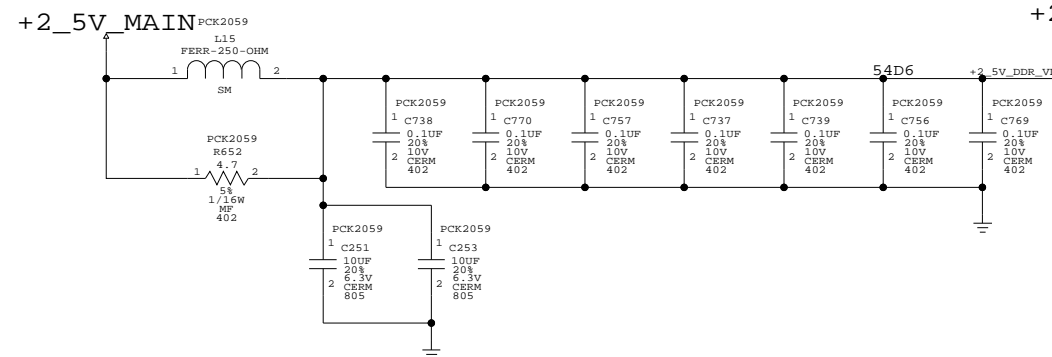 +2_5V_MAIN
+2
PCK2059
L15
FERR-250-OHM
1
2
SM
54D6
PCK2059
R652
4.7
1
2
5%
1/16W
MF
402
PCK2059
1
C738
0.1UF
20%
10V
2
CERM
402
PCK2059
1
C770
0.1UF
20%
10V
2
CERM
402
PCK2059
1
C757
0.1UF
20%
10V
2
CERM
402
PCK2059
1
C737
0.1UF
20%
10V
2
CERM
402
PCK2059
1
C739
0.1UF
20%
10V
2
CERM
402
PCK2059
1
C756
0.1UF
20%
10V
2
CERM
402
PCK2059
1
C769
0.1UF
20%
10V
2
CERM
402
PCK2059
1
C251
10UF
20%
6.3V
2
CERM
805
PCK2059
1
C253
10UF
20%
6.3V
2
CERM
805